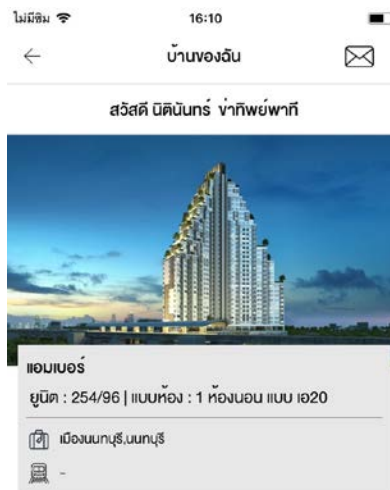 ไม่มีซิม 16:10
บ้านของฉัน
สวัสดี นิตินันทร์ ข่าทิพย์พาที
แอมเบอร์
ยูนิต : 254/96 | แบบห้อง : 1 ห้องนอน แบบ เอ20
เมืองนนทบุรี,นนทบุรี
-